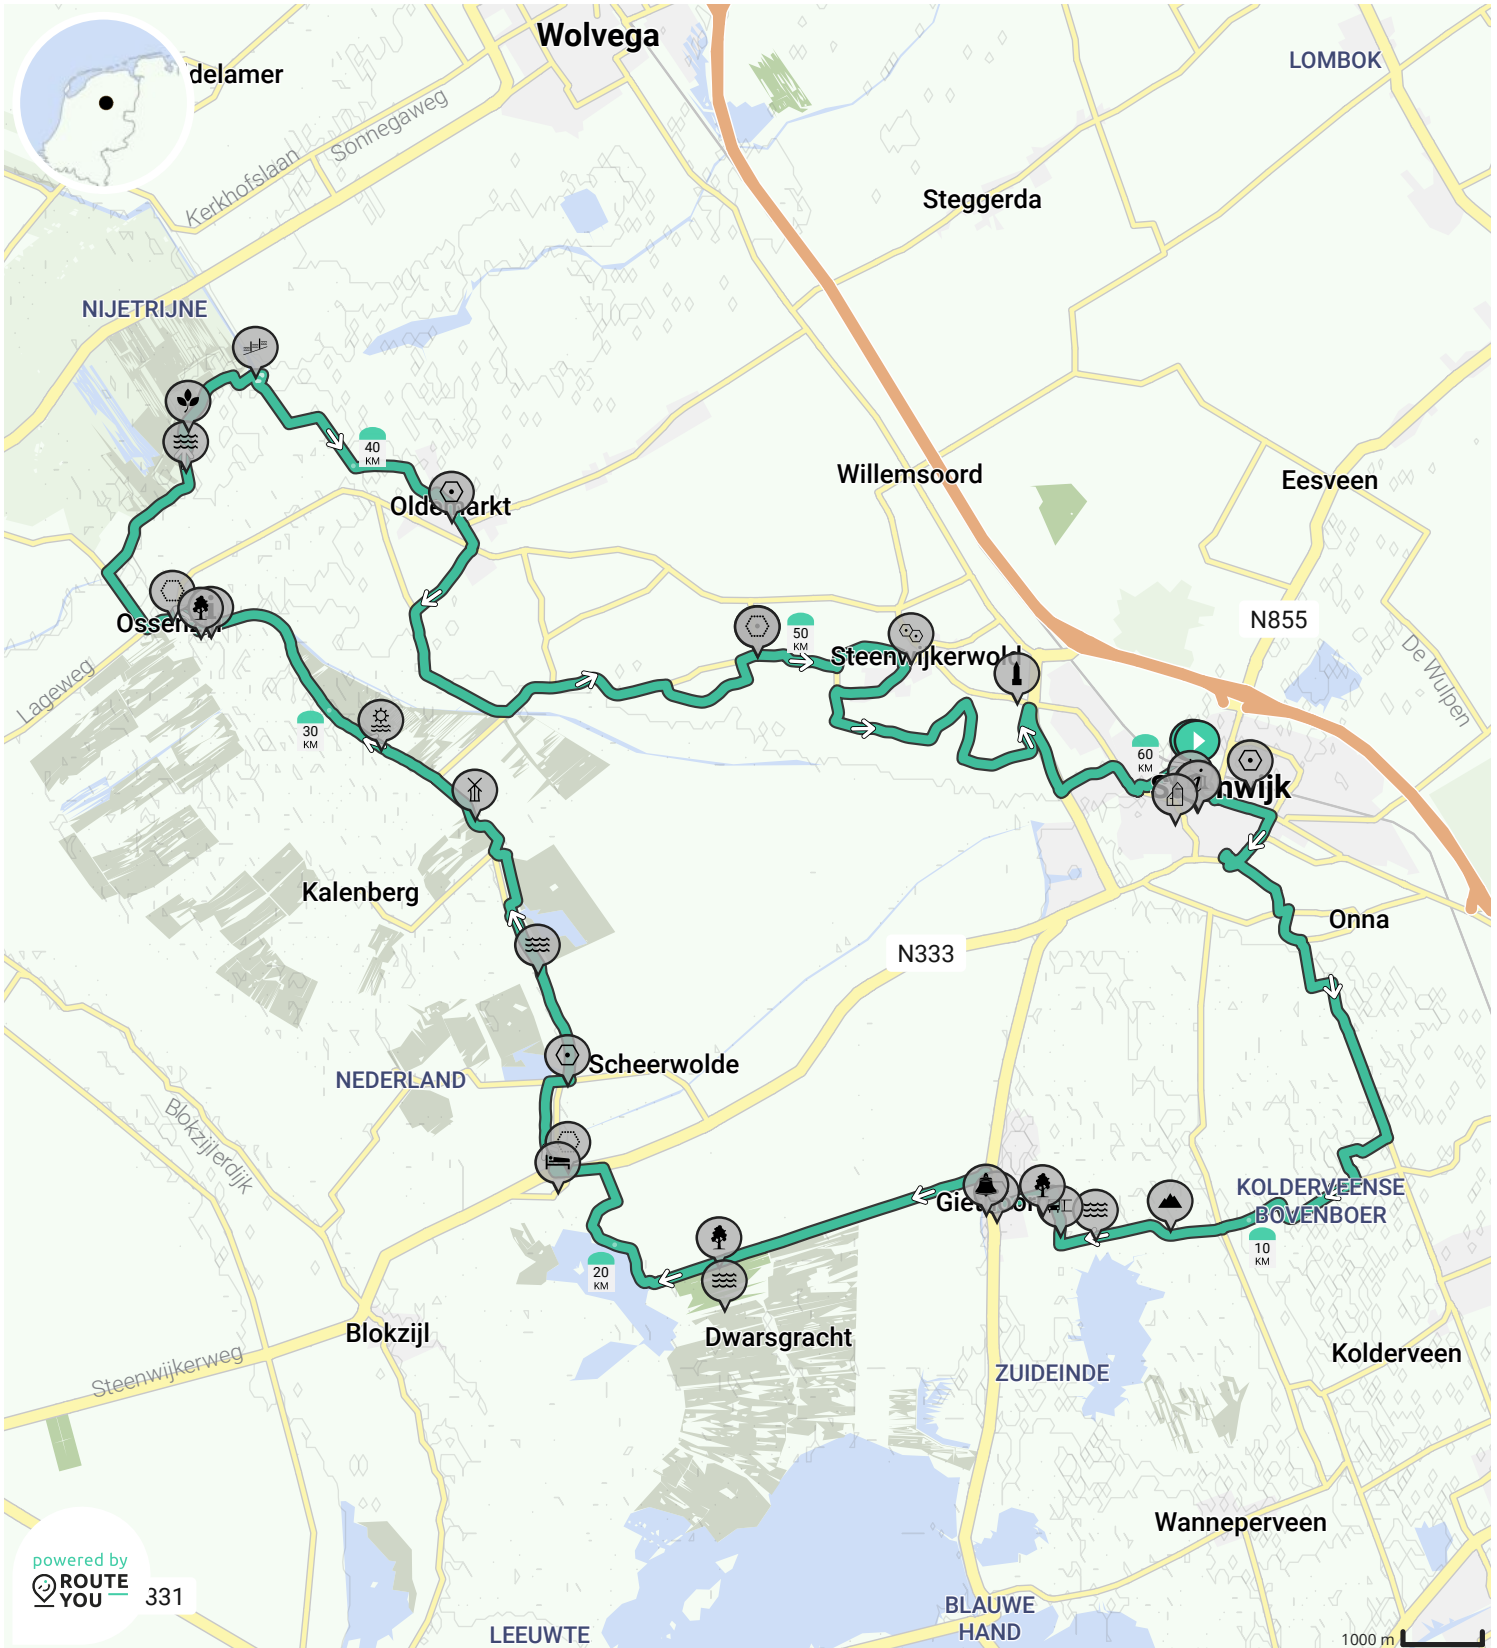 Wolvega
delamer
LOMBOK
Sonnegaweg
Kerkhofslaan
Steggerda
NIJETRIJNE
40
KM
Willemsoord
Eesveen
N855
50
KM
Steenwijkerwold
De Wulpen
Lageweg
30
KM
60
KM
Kalenberg
Onna
N333
Scheerwolde
NEDERLAND
Blokzijlerdijk
KOLDERVEENSE
BOVENBOER
10
KM
20
KM
Blokzijl
Dwarsgracht
Kolderveen
Steenwijkerweg
ZUIDEINDE
Wanneperveen
powered by
ROUTE
YOU
331
BLAUWE
HAND
LEEUWTE
1000 m